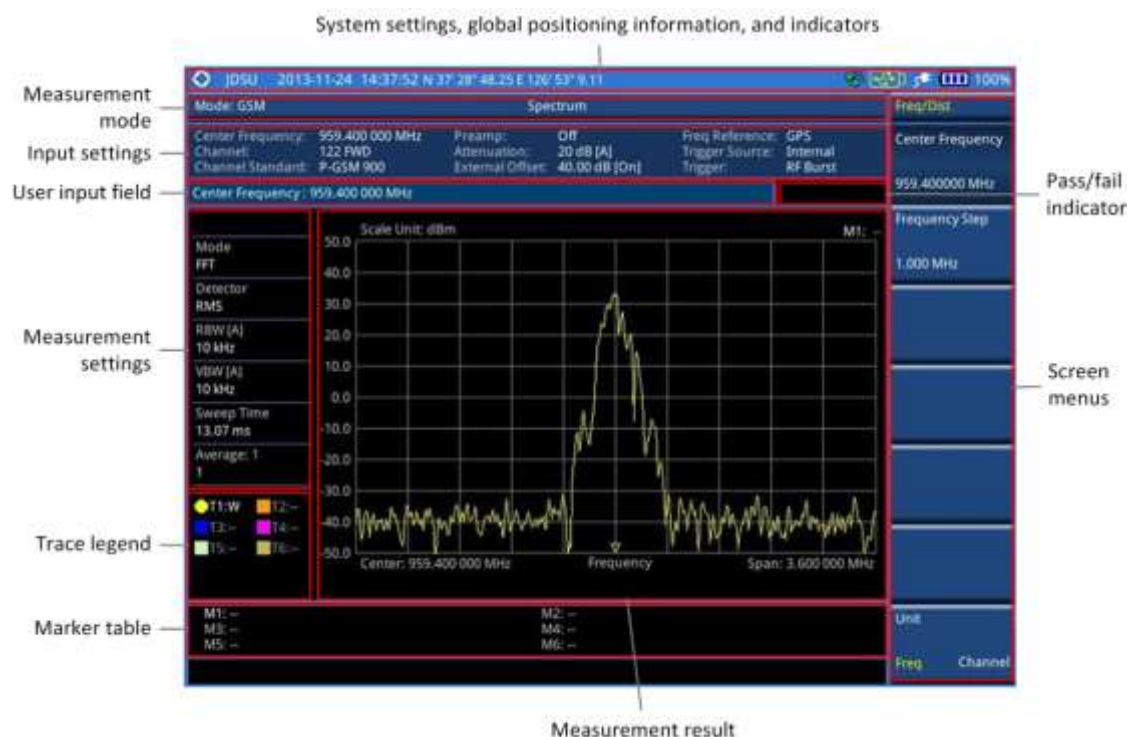 System settings, global positioning information, and indicators
JDSU 2013-11-24 14:37:52 N 37° 28" 48.25 E 126° 53" 9.11 100%
Measurement mode
Mode: GSM Spectrum
Freq/Dist
Input settings
Center Frequency: 959.400 000 MHz Preamp: Off Freq Reference: GPS
Channel: 122 FWD Attenuation: 20 dB [A] Trigger Source: Internal
Channel Standard: P-GSM 900 External Offset: 40.00 dB [On] Trigger: RF Burst
Center Frequency
959.400000 MHz
User input field
Center Frequency : 959.400 000 MHz
Pass/fail indicator
Frequency Step
1.000 MHz
Measurement settings
Mode
FFT
Detector
RMS
RBW [A]
10 kHz
VBW [A]
10 kHz
Sweep Time
13.07 ms
Average: 1
1
Scale Unit: dBm
M1: --
50.0
40.0
30.0
20.0
10.0
0.0
-10.0
-20.0
-30.0
-40.0
-50.0
Center: 959.400 000 MHz Frequency Span: 3.600 000 MHz
Screen menus
Trace legend
T1:W T2:--
T3:-- T4:--
T5:-- T6:--
Marker table
M1: -- M2: --
M3: -- M4: --
M5: -- M6: --
Unit
Freq Channel
Measurement result